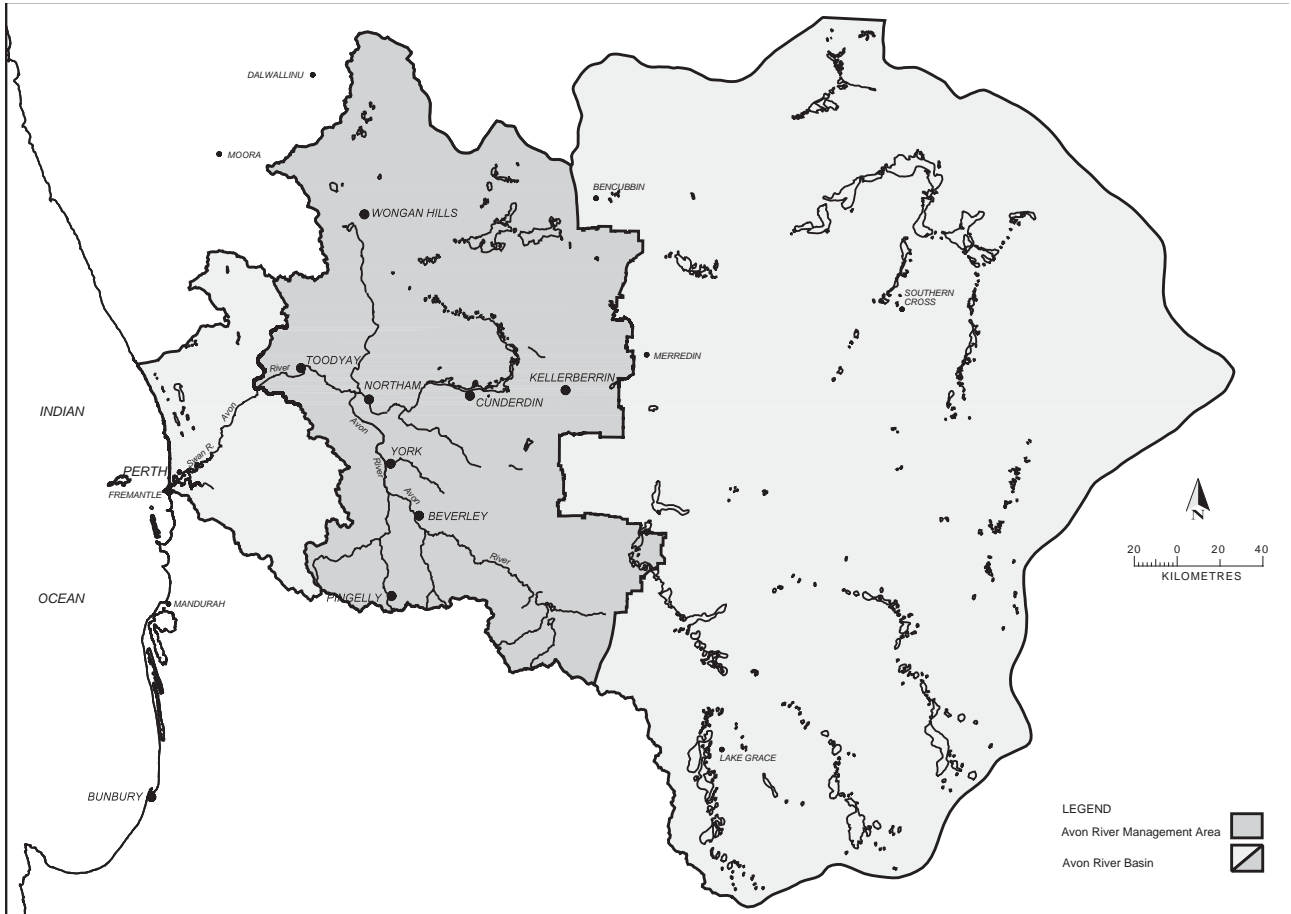 DALWALLINU
MOORA
BENCUBBIN
WONGAN HILLS
SOUTHERN
CROSS
MERREDIN
TOODYAY
River
KELLERBERRIN
NORTHAM
CUNDERDIN
INDIAN
Avon
Avon
Swan R.
YORK
River
PERTH
FREMANTLE
Avon
BEVERLEY
N
20 0 20 40
KILOMETRES
River
OCEAN
MANDURAH
PINGELLY
LAKE GRACE
BUNBURY
LEGEND
Avon River Management Area
Avon River Basin